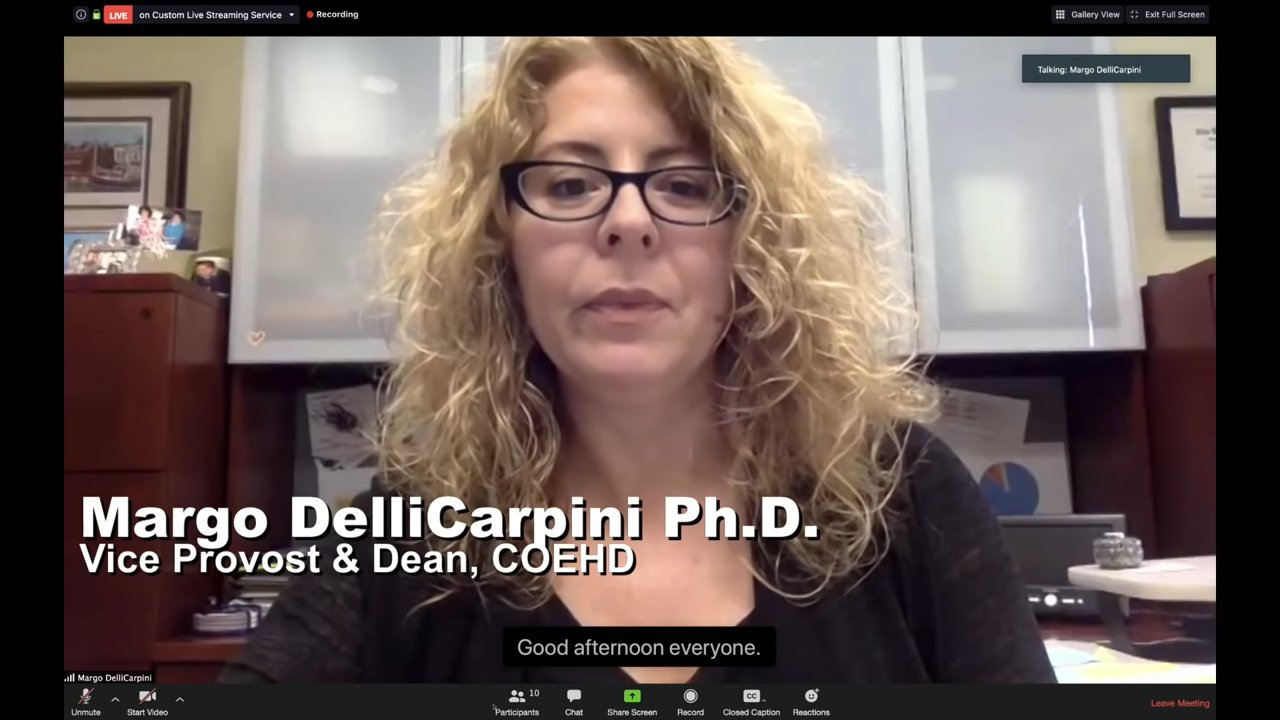 LIVE on Custom Live Streaming Service
Recording
Gallery View
Exit Full Screen
Talking: Margo DelliCarpini
Margo DelliCarpini Ph.D.
Vice Provost & Dean, COEHD
Good afternoon everyone.
Margo DelliCarpini
Unmute
Start Video
10
Participants
Chat
Share Screen
Record
CC
Closed Caption
Reactions
Leave Meeting